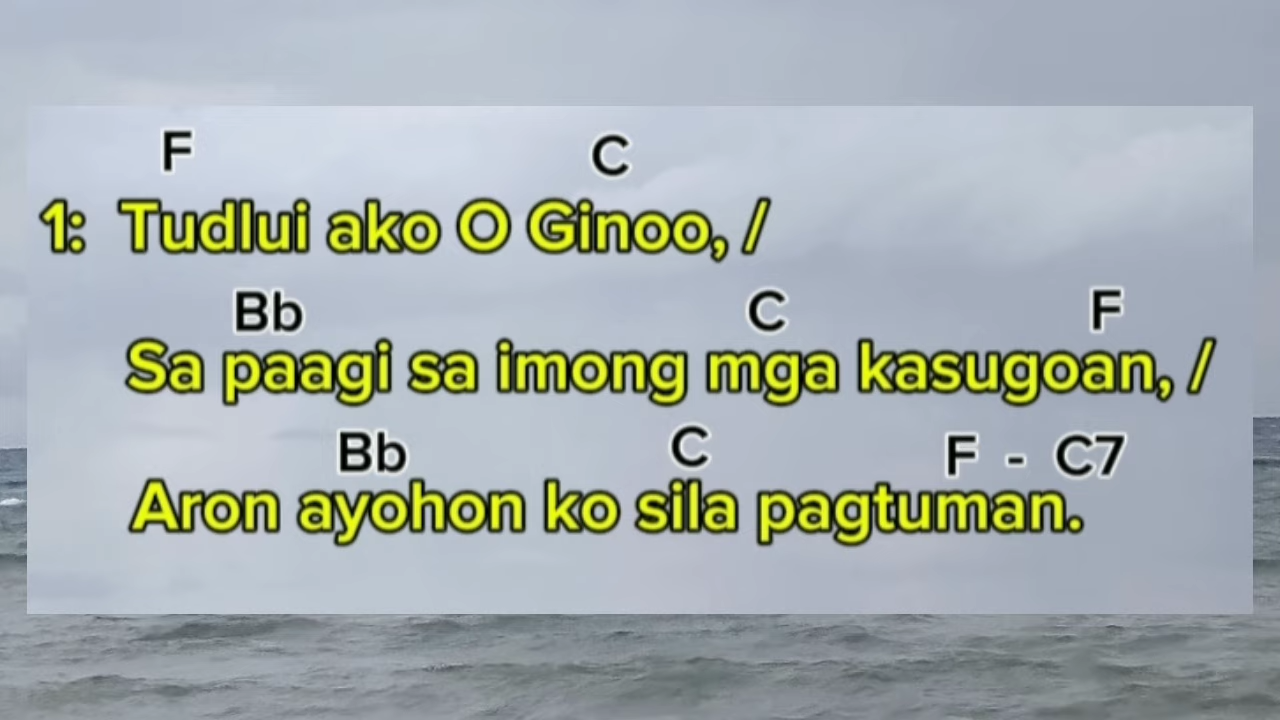 F C
1: Tudlui ako O Ginoo, /
Bb C F
Sa paagi sa imong mga kasugoan, /
Bb C F - C7
Aron ayohon ko sila pagtuman.